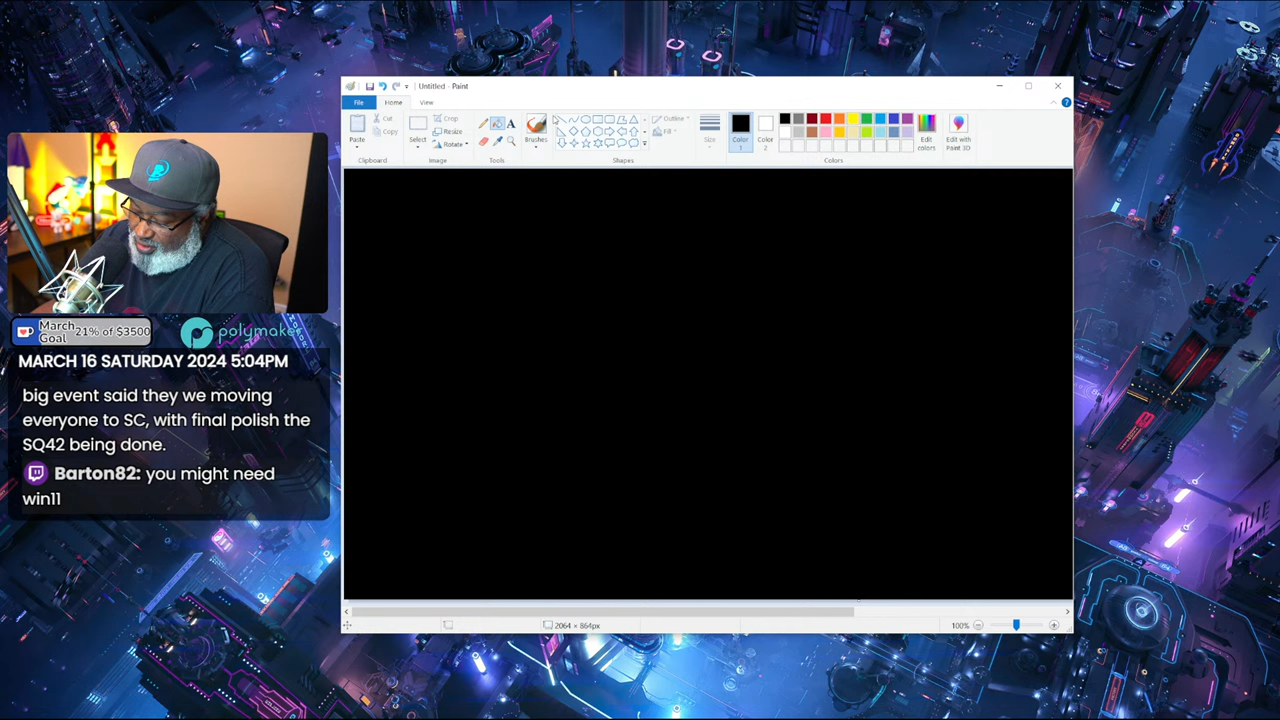 Untitled - Paint
File Home View
Cut
Copy
Paste
Clipboard
Select
Crop
Resize
Rotate
Image
A
Tools
Brushes
Outline
Fill
Shapes
Size
Color
1
Color
2
Edit
colors
Colors
Edit with
Paint 3D
March
Goal
21% of $3500
polymaker
MARCH 16 SATURDAY 2024 5:04PM
big event said they we moving
everyone to SC, with final polish the
SQ42 being done.
Barton82: you might need
win11
2064 × 864px
100%